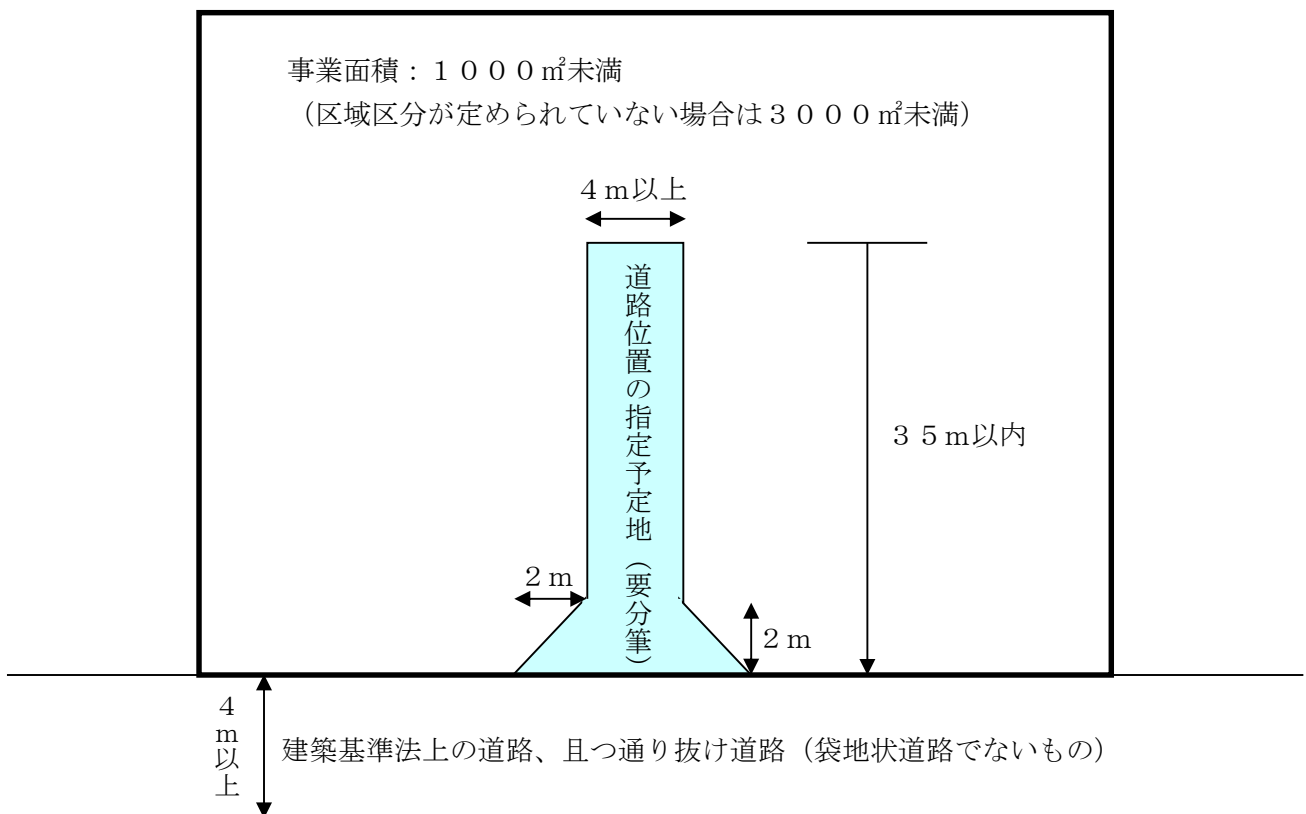 事業面積：１０００㎡未満
（区域区分が定められていない場合は３０００㎡未満）
４ｍ以上
道路位置の指定予定地（要分筆）
３５ｍ以内
２ｍ
２ｍ
４ｍ以上
建築基準法上の道路、且つ通り抜け道路（袋地状道路でないもの）